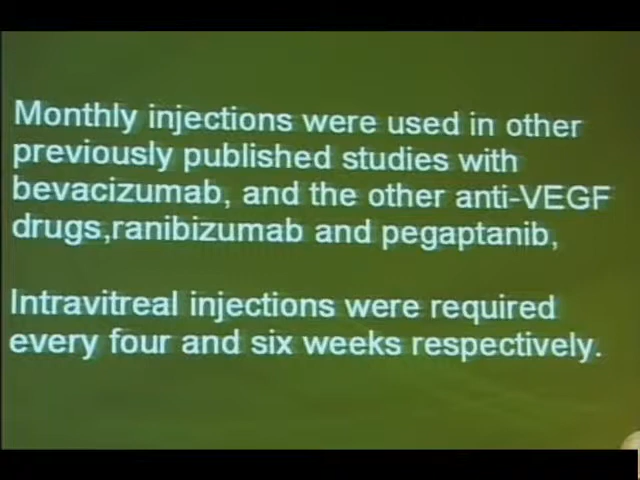 Monthly injections were used in other
previously published studies with
bevacizumab, and the other anti-VEGF
drugs,ranibizumab and pegaptanib,
Intravitreal injections were required
every four and six weeks respectively.